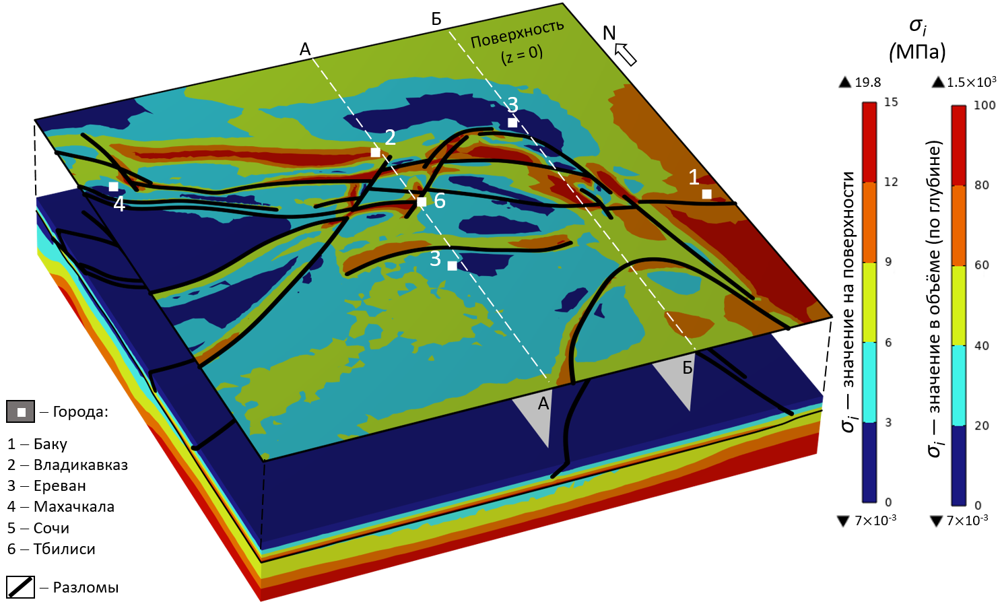 А
Б
Поверхность
(z = 0)
N
3
2
1
4
6
3
А
Б
σi
(МПа)
19.8
15
12
9
6
3
0
7×10-3
σi — значение на поверхности
1.5×103
100
80
60
40
20
0
7×10-3
σi — значение в объёме (по глубине)
– Города:
1 – Баку
2 – Владикавказ
3 – Ереван
4 – Махачкала
5 – Сочи
6 – Тбилиси
– Разломы